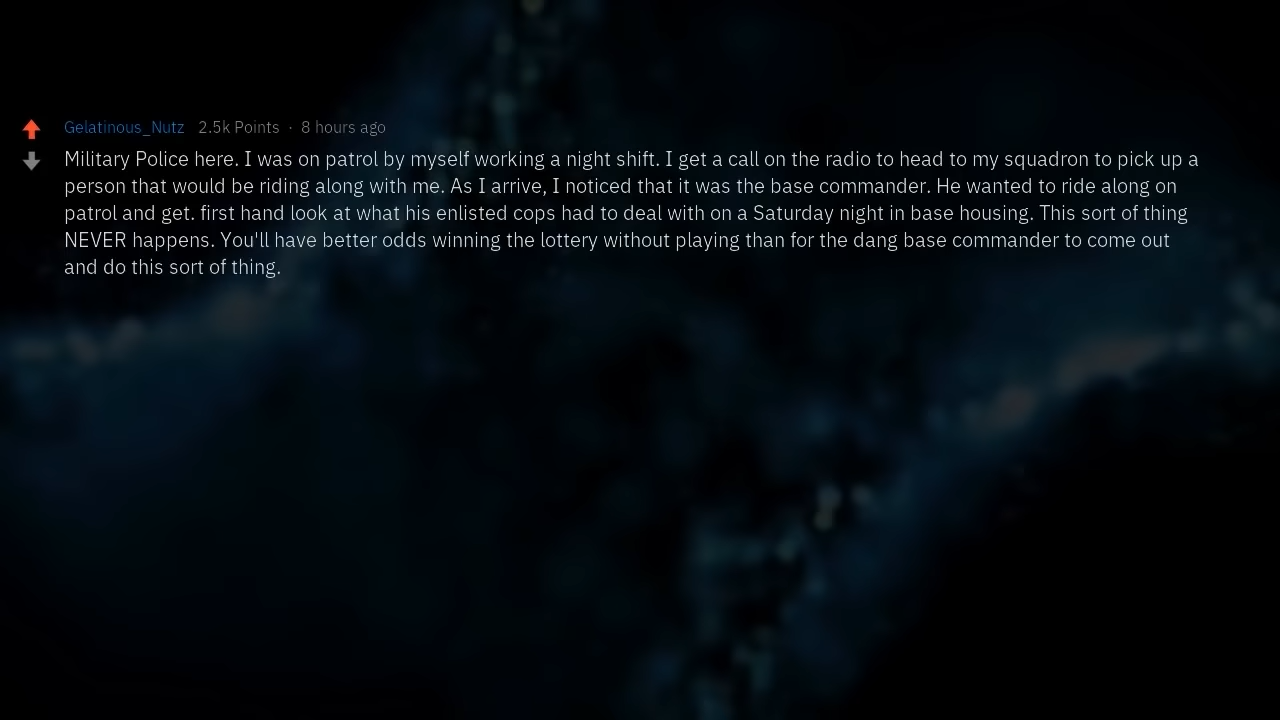 Gelatinous_Nutz 2.5k Points · 8 hours ago
Military Police here. I was on patrol by myself working a night shift. I get a call on the radio to head to my squadron to pick up a
person that would be riding along with me. As I arrive, I noticed that it was the base commander. He wanted to ride along on
patrol and get. first hand look at what his enlisted cops had to deal with on a Saturday night in base housing. This sort of thing
NEVER happens. You'll have better odds winning the lottery without playing than for the dang base commander to come out
and do this sort of thing.